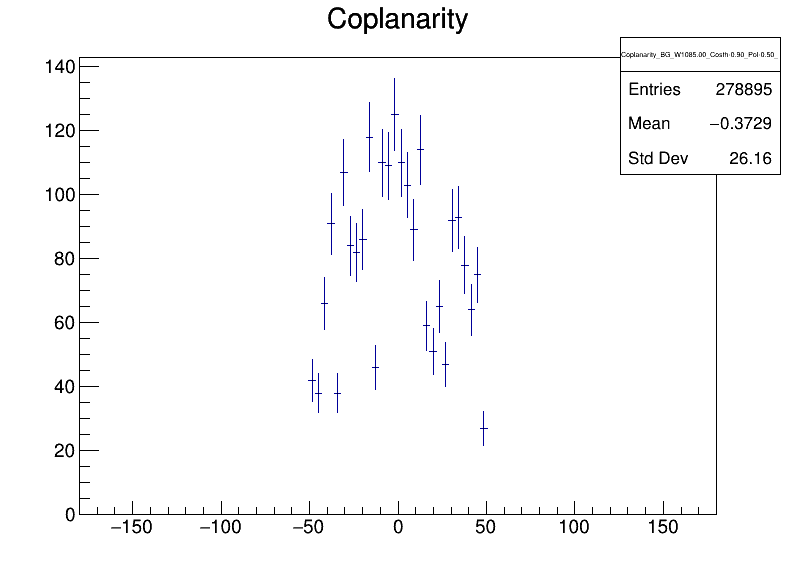 Coplanarity
Coplanarity_BG_W1085.00_Costh-0.90_Pol-0.50_
Entries 278895
Mean −0.3729
Std Dev 26.16
140
120
100
80
60
40
20
0
−150 −100 −50 0 50 100 150